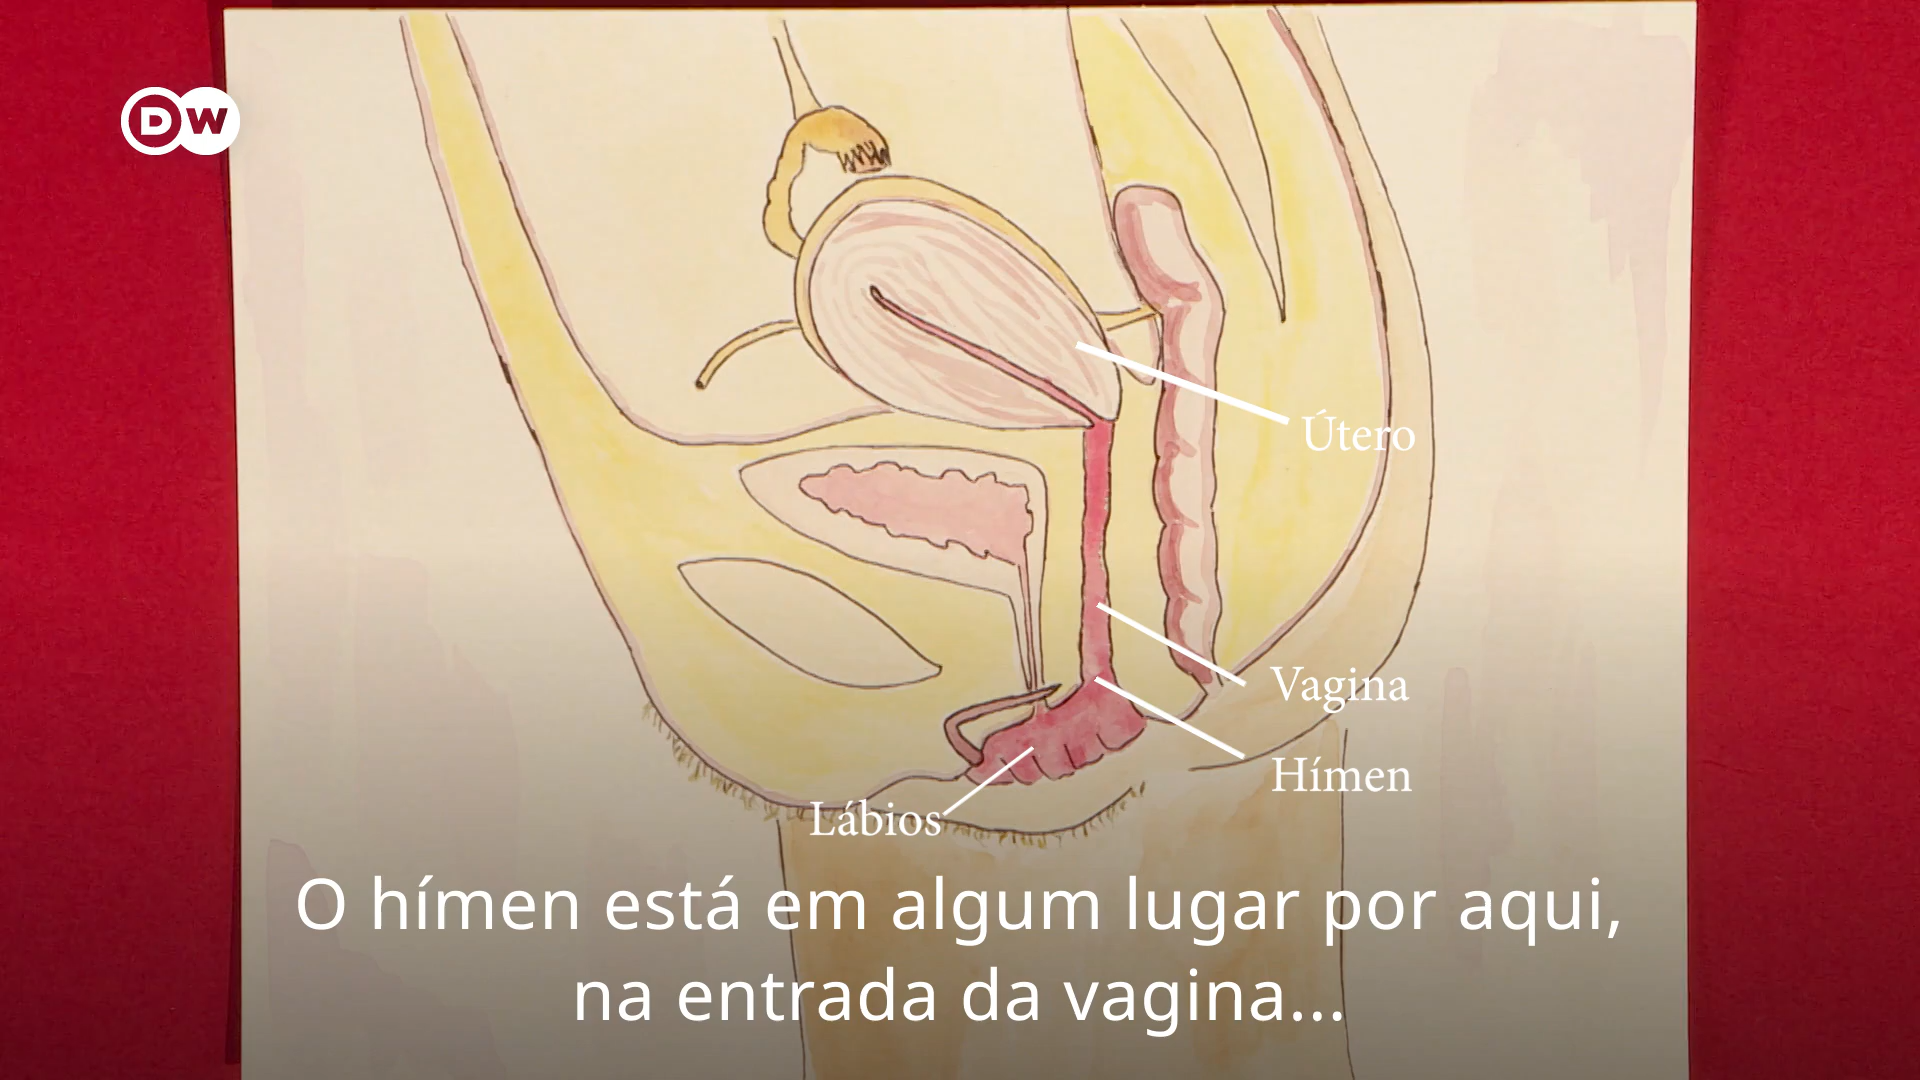 DW
Útero
Vagina
Hímen
Lábios
O hímen está em algum lugar por aqui,
na entrada da vagina...